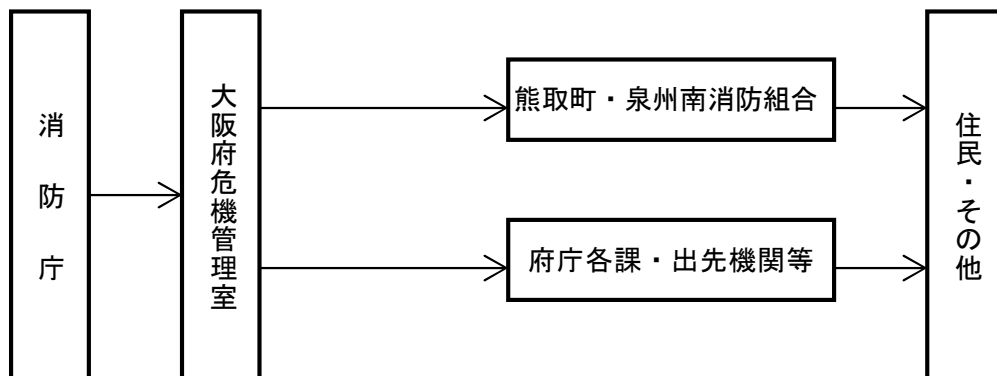 消防庁
大阪府危機管理室
熊取町・泉州南消防組合
府庁各課・出先機関等
住民・その他